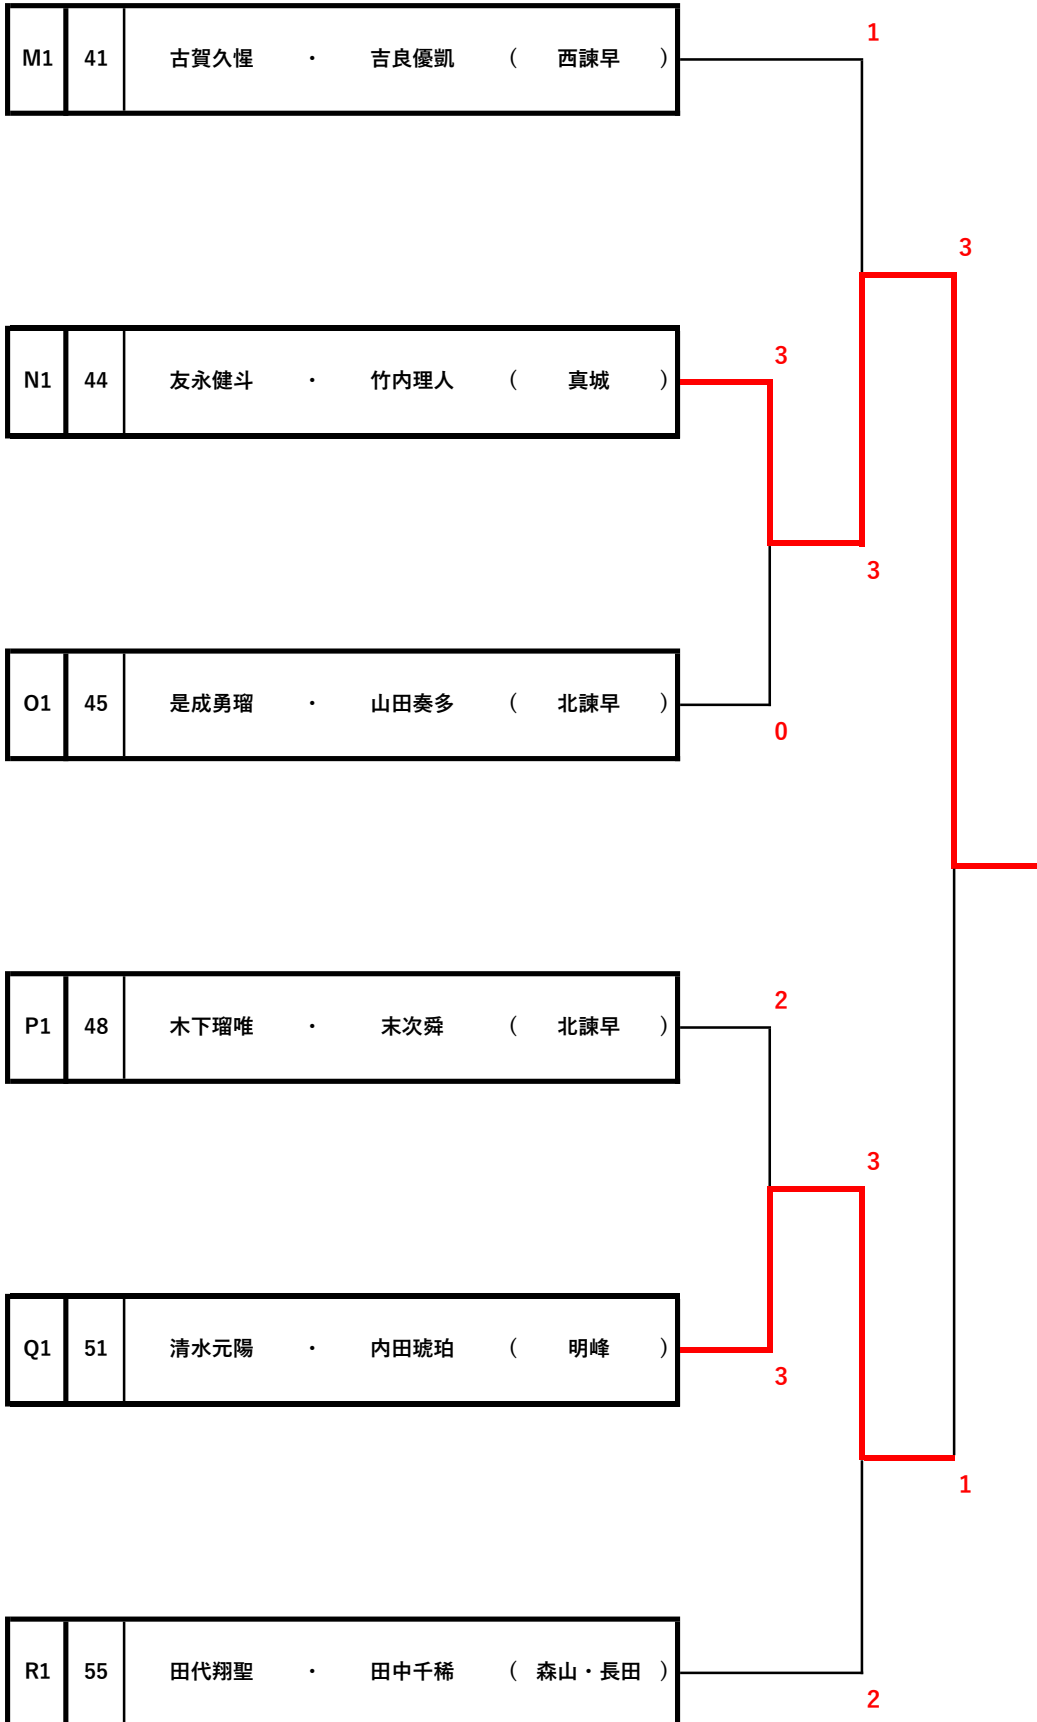 1
M1 41 古賀久惺 ・ 吉良優凱 ( 西諫早 )
3
3
N1 44 友永健斗 ・ 竹内理人 ( 真城 )
3
O1 45 是成勇瑠 ・ 山田奏多 ( 北諫早 )
0
2
P1 48 木下瑠唯 ・ 末次舜 ( 北諫早 )
3
Q1 51 清水元陽 ・ 内田琥珀 ( 明峰 )
3
1
R1 55 田代翔聖 ・ 田中千稀 ( 森山・長田 )
2